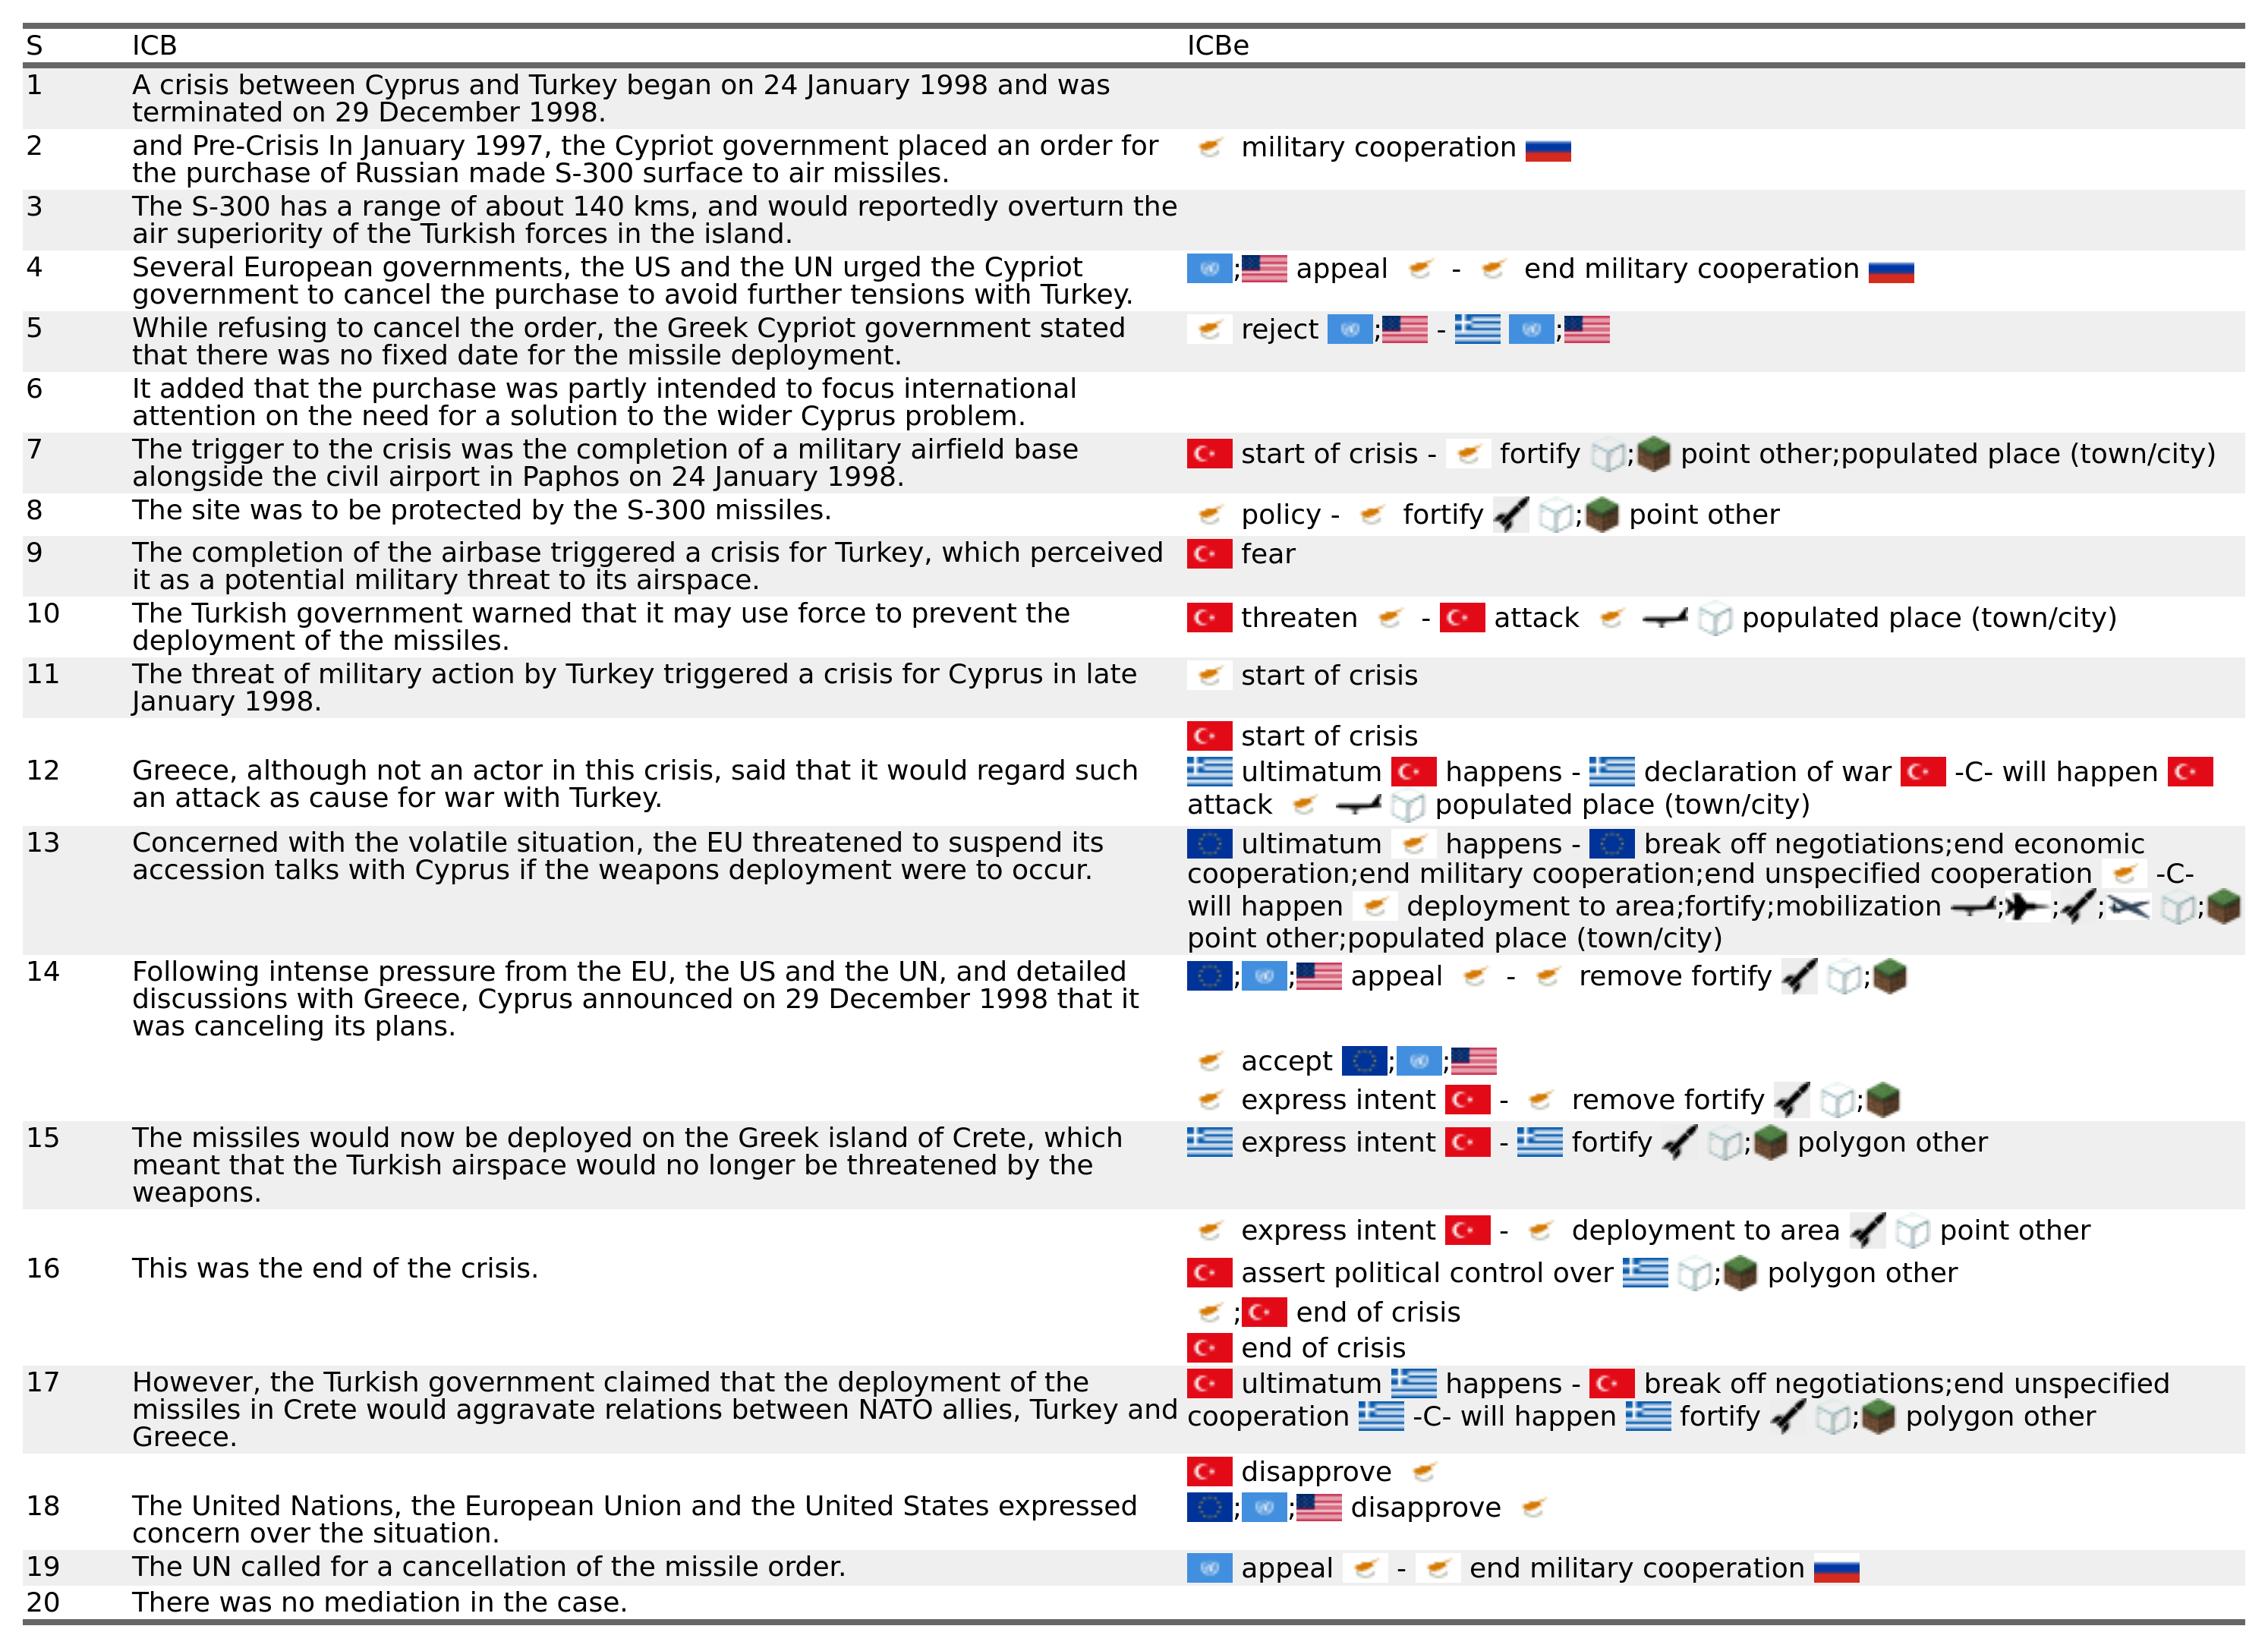 S ICB ICBe
1 A crisis between Cyprus and Turkey began on 24 January 1998 and was
terminated on 29 December 1998.
2 and Pre-Crisis In January 1997, the Cypriot government placed an order for
the purchase of Russian made S-300 surface to air missiles.
military cooperation
3 The S-300 has a range of about 140 kms, and would reportedly overturn the
air superiority of the Turkish forces in the island.
4 Several European governments, the US and the UN urged the Cypriot
government to cancel the purchase to avoid further tensions with Turkey.
; appeal - end military cooperation
5 While refusing to cancel the order, the Greek Cypriot government stated
that there was no fixed date for the missile deployment.
reject ; - ;
6 It added that the purchase was partly intended to focus international
attention on the need for a solution to the wider Cyprus problem.
7 The trigger to the crisis was the completion of a military airfield base
alongside the civil airport in Paphos on 24 January 1998.
start of crisis - fortify ; point other;populated place (town/city)
8 The site was to be protected by the S-300 missiles.
policy - fortify ; point other
9 The completion of the airbase triggered a crisis for Turkey, which perceived
it as a potential military threat to its airspace.
fear
10 The Turkish government warned that it may use force to prevent the
deployment of the missiles.
threaten - attack populated place (town/city)
11 The threat of military action by Turkey triggered a crisis for Cyprus in late
January 1998.
start of crisis
start of crisis
12 Greece, although not an actor in this crisis, said that it would regard such
an attack as cause for war with Turkey.
ultimatum happens - declaration of war -C- will happen
attack populated place (town/city)
13 Concerned with the volatile situation, the EU threatened to suspend its
accession talks with Cyprus if the weapons deployment were to occur.
ultimatum happens - break off negotiations;end economic
cooperation;end military cooperation;end unspecified cooperation -C-
will happen deployment to area;fortify;mobilization ; ; ; ;
point other;populated place (town/city)
14 Following intense pressure from the EU, the US and the UN, and detailed
discussions with Greece, Cyprus announced on 29 December 1998 that it
was canceling its plans.
; ; appeal - remove fortify ;
accept ; ;
express intent - remove fortify ;
15 The missiles would now be deployed on the Greek island of Crete, which
meant that the Turkish airspace would no longer be threatened by the
weapons.
express intent - fortify ; polygon other
express intent - deployment to area point other
16 This was the end of the crisis.
assert political control over ; polygon other
; end of crisis
end of crisis
17 However, the Turkish government claimed that the deployment of the
missiles in Crete would aggravate relations between NATO allies, Turkey and
Greece.
ultimatum happens - break off negotiations;end unspecified
cooperation -C- will happen fortify ; polygon other
disapprove
18 The United Nations, the European Union and the United States expressed
concern over the situation.
; ; disapprove
19 The UN called for a cancellation of the missile order.
appeal - end military cooperation
20 There was no mediation in the case.